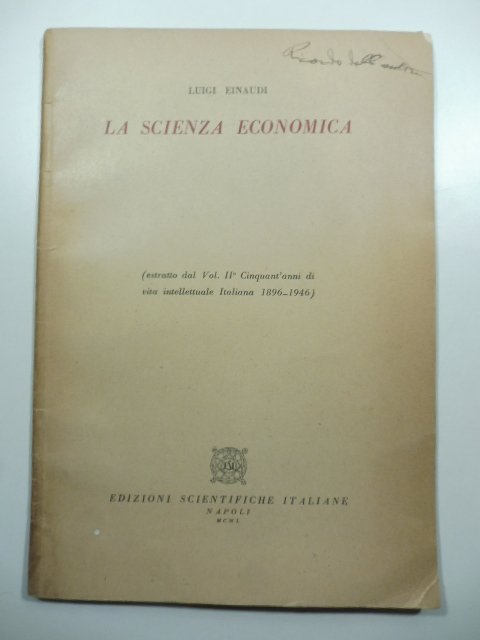 Ricordo dell'autore
LUIGI EINAUDI
LA SCIENZA ECONOMICA
(estratto dal Vol. II° Cinquant'anni di
vita intellettuale Italiana 1896-1946)
ESI
EDIZIONI SCIENTIFICHE ITALIANE
NAPOLI
MCML